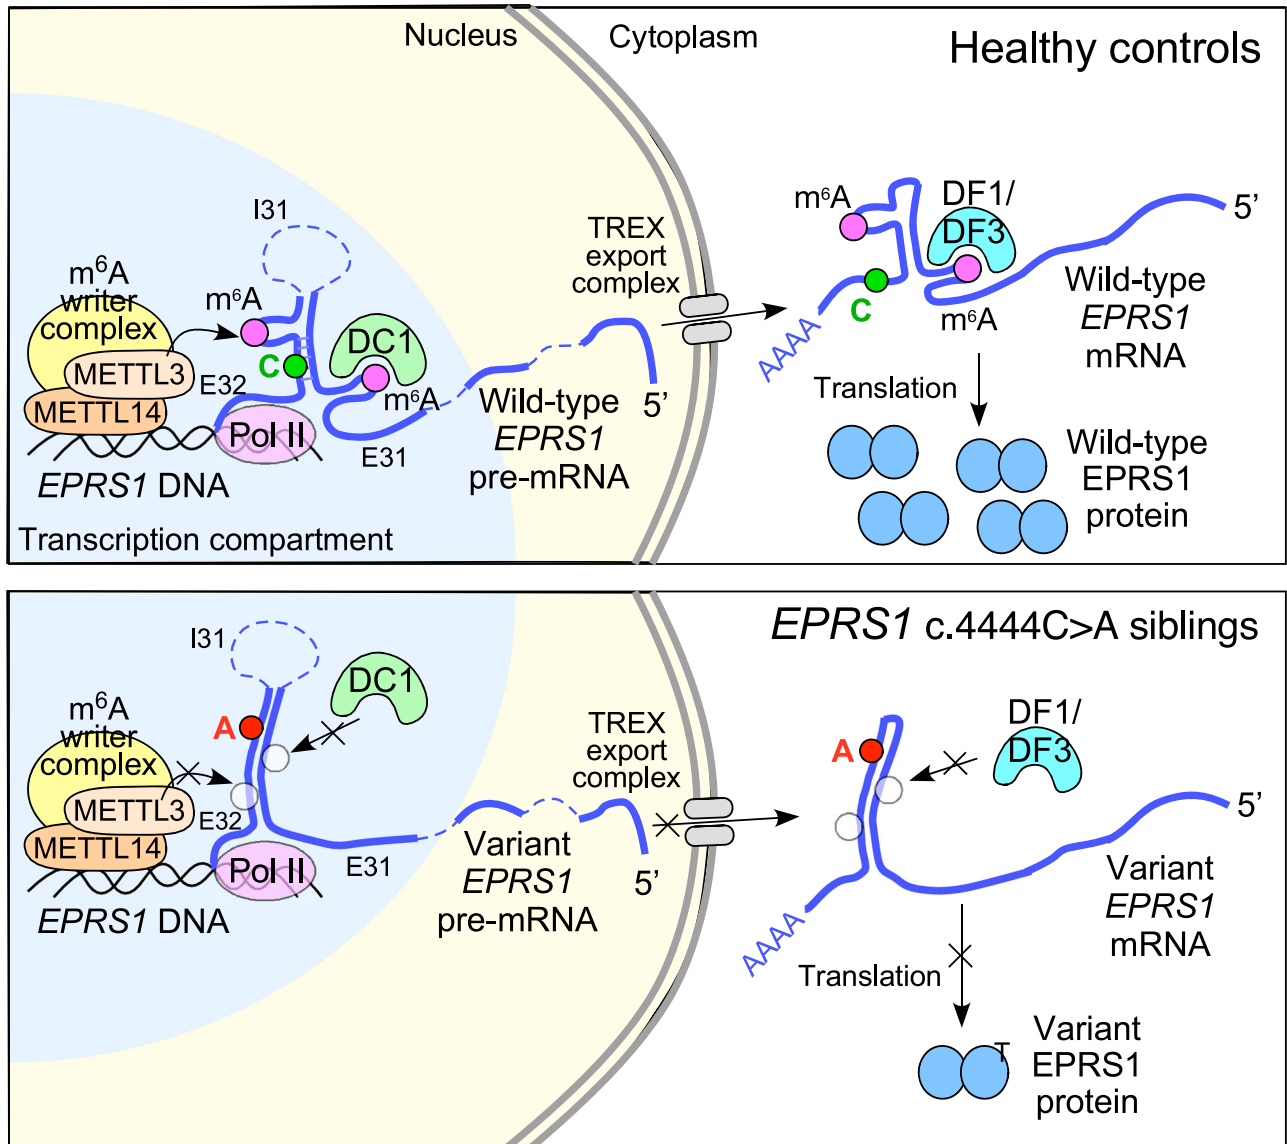 Nucleus
Cytoplasm
Healthy controls
I31
m⁶A
writer
complex
METTL3
METTL14
m⁶A
C
E32
DC1
m⁶A
Pol II
E31
EPRS1 DNA
Transcription compartment
Wild-type
EPRS1
pre-mRNA
5’
TREX
export
complex
m⁶A
DF1/
DF3
5’
C
m⁶A
AAAA
Wild-type
EPRS1
mRNA
Translation
Wild-type
EPRS1
protein
EPRS1 c.4444C>A siblings
I31
DC1
A
m⁶A
writer
complex
METTL3
METTL14
E32
Pol II
E31
EPRS1 DNA
Variant
EPRS1
pre-mRNA
5’
TREX
export
complex
A
DF1/
DF3
5’
AAAA
Variant
EPRS1
mRNA
Translation
T
Variant
EPRS1
protein